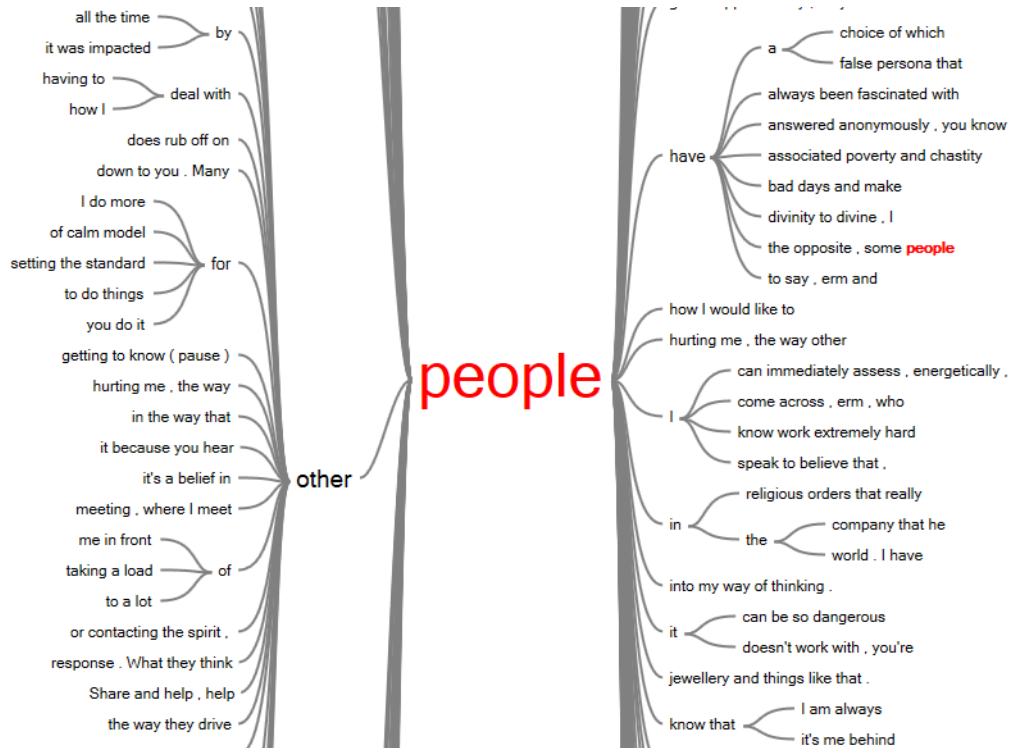 all the time
it was impacted
by
having to
how I
deal with
does rub off on
down to you . Many
I do more
of calm model
setting the standard
to do things
you do it
for
getting to know ( pause )
hurting me , the way
in the way that
it because you hear
it's a belief in
meeting , where I meet
me in front
taking a load
to a lot
of
or contacting the spirit ,
response . What they think
Share and help , help
the way they drive
other
people
have
a
choice of which
false persona that
always been fascinated with
answered anonymously , you know
associated poverty and chastity
bad days and make
divinity to divine , I
the opposite , some people
to say , erm and
how I would like to
hurting me , the way other
I
can immediately assess , energetically ,
come across , erm , who
know work extremely hard
speak to believe that ,
in
religious orders that really
the
company that he
world . I have
into my way of thinking .
it
can be so dangerous
doesn't work with , you're
jewellery and things like that .
know that
I am always
it's me behind